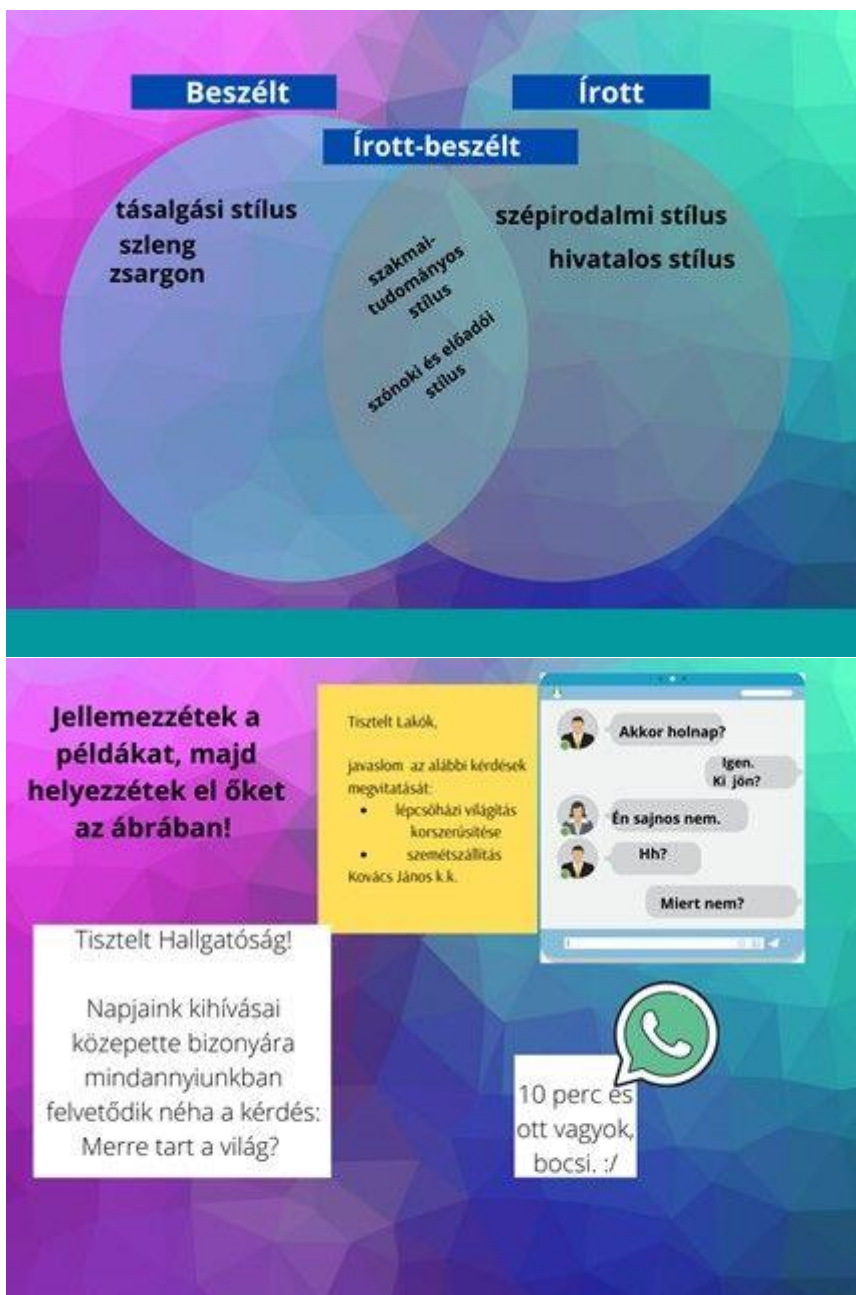 Beszélt
Írott
Írott-beszélt
tásalgási stílus
szleng
zsargon
szakmai-
tudományos
stílus
szónoki és előadói
stílus
szépirodalmi stílus
hivatalos stílus
Jellemezzétek a
példákat, majd
helyezzétek el őket
az ábrában!
Tisztelt Lakók,
javaslom az alábbi kérdések
megvitatását:
• lépcsőházi világítás
korszerűsítése
• szemétszállítás
Kovács János k.k.
Akkor holnap?
Igen.
Ki jön?
Én sajnos nem.
Hh?
Miert nem?
Tisztelt Hallgatóság!
Napjaink kihívásai
közepette bizonyára
mindannyiunkban
felvetődik néha a kérdés:
Merre tart a világ?
10 perc és
ott vagyok,
bocsi. :/